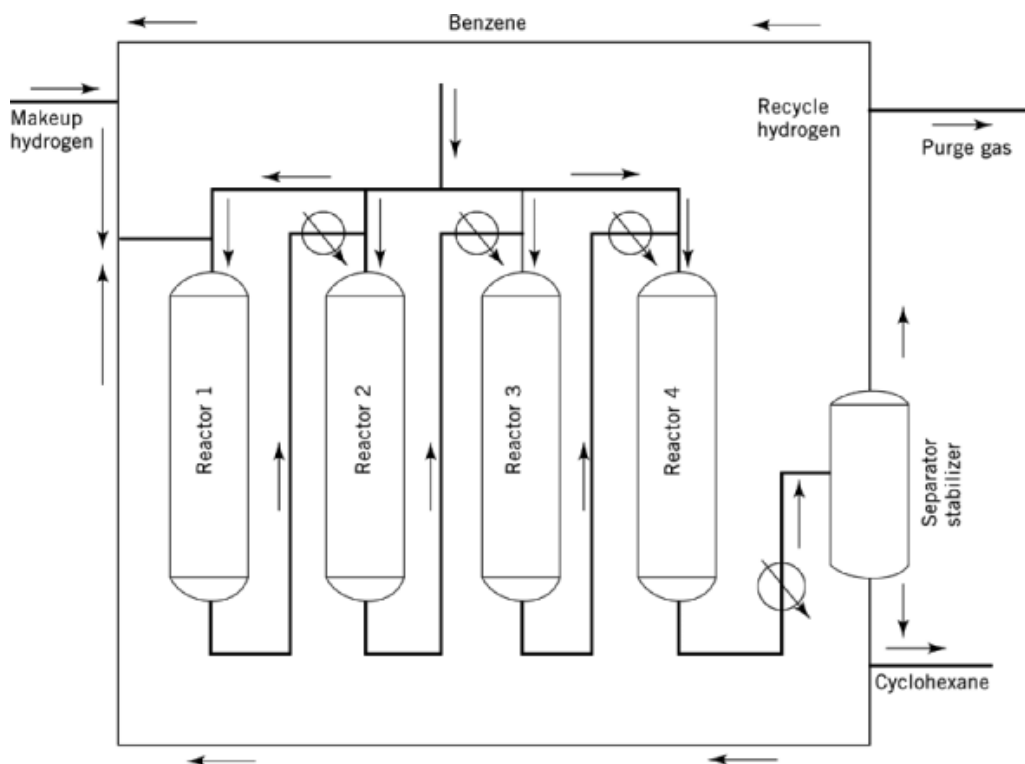 Benzene
Makeup
hydrogen
Recycle
hydrogen
Purge gas
Reactor 1
Reactor 2
Reactor 3
Reactor 4
Separator
stabilizer
Cyclohexane